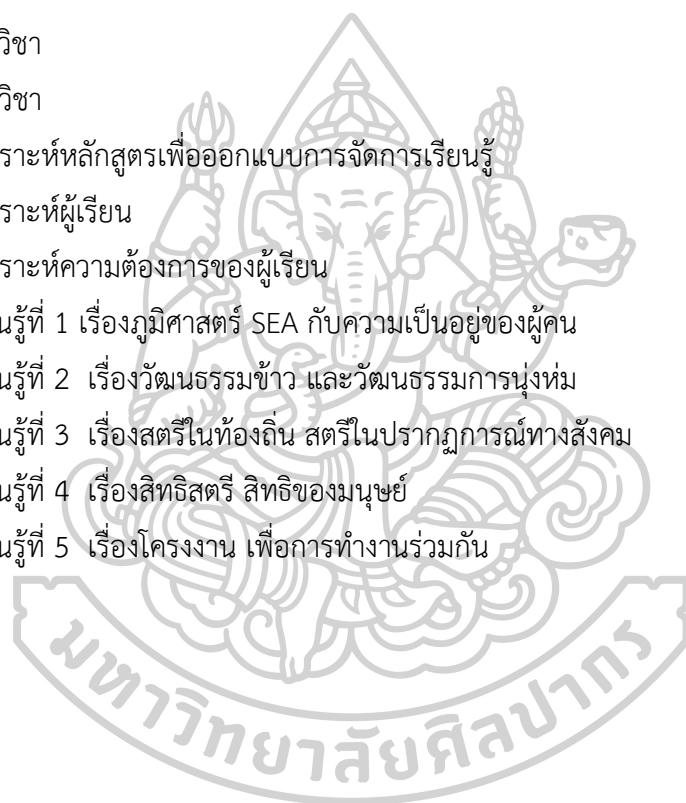 วิชา
วิชา
ราะห์หลักสูตรเพื่อออกแบบการจัดการเรียนรู้
ราะห์ผู้เรียน
ราะห์ความต้องการของผู้เรียน
นรู้ที่ 1 เรื่องภูมิศาสตร์ SEA กับความเป็นอยู่ของผู้คน
นรู้ที่ 2 เรื่องวัฒนธรรมข้าว และวัฒนธรรมการนุ่งห่ม
นรู้ที่ 3 เรื่องสตรีในท้องถิ่น สตรีในปรากฏการณ์ทางสังคม
นรู้ที่ 4 เรื่องสิทธิสตรี สิทธิของมนุษย์
นรู้ที่ 5 เรื่องโครงงาน เพื่อการทำงานร่วมกัน
มหาวิทยาลัยศิลปากร